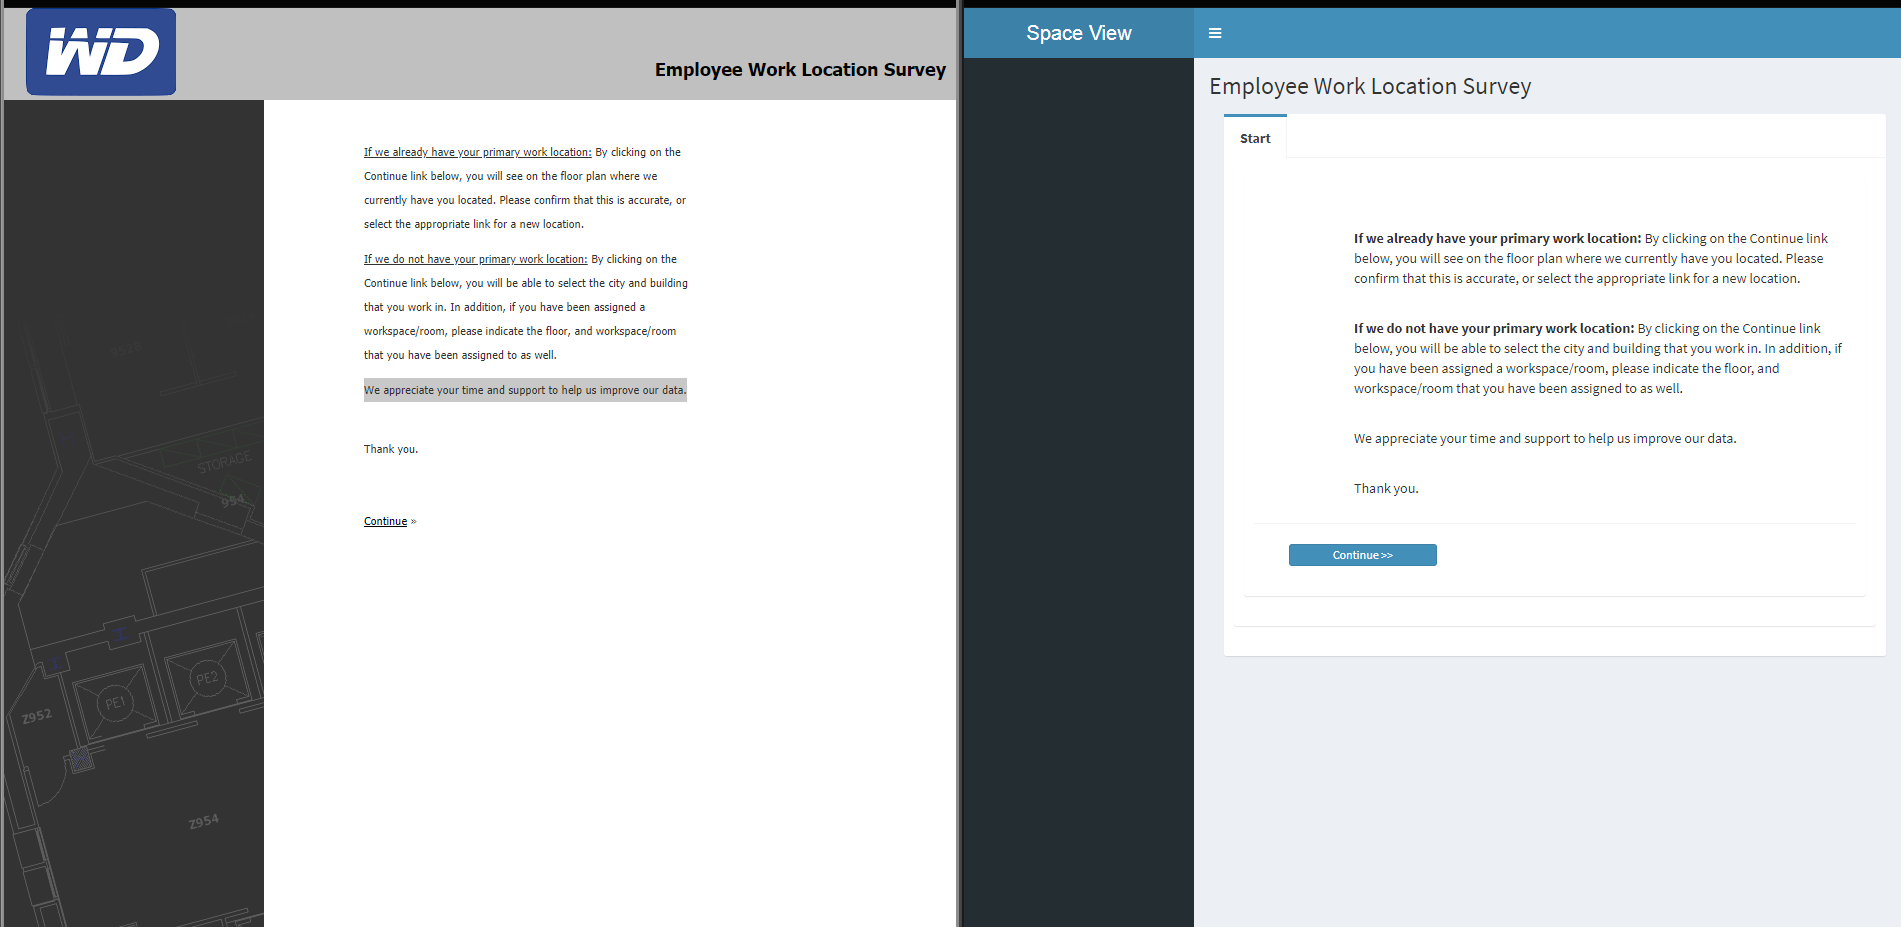 WD
Employee Work Location Survey
If we already have your primary work location: By clicking on the
Continue link below, you will see on the floor plan where we
currently have you located. Please confirm that this is accurate, or
select the appropriate link for a new location.
If we do not have your primary work location: By clicking on the
Continue link below, you will be able to select the city and building
that you work in. In addition, if you have been assigned a
workspace/room, please indicate the floor, and workspace/room
that you have been assigned to as well.
We appreciate your time and support to help us improve our data.
Thank you.
Continue »
STORAGE
954
PE1
PE2
Z952
Z954
Space View
Employee Work Location Survey
Start
If we already have your primary work location: By clicking on the Continue link
below, you will see on the floor plan where we currently have you located. Please
confirm that this is accurate, or select the appropriate link for a new location.
If we do not have your primary work location: By clicking on the Continue link
below, you will be able to select the city and building that you work in. In addition, if
you have been assigned a workspace/room, please indicate the floor, and
workspace/room that you have been assigned to as well.
We appreciate your time and support to help us improve our data.
Thank you.
Continue >>